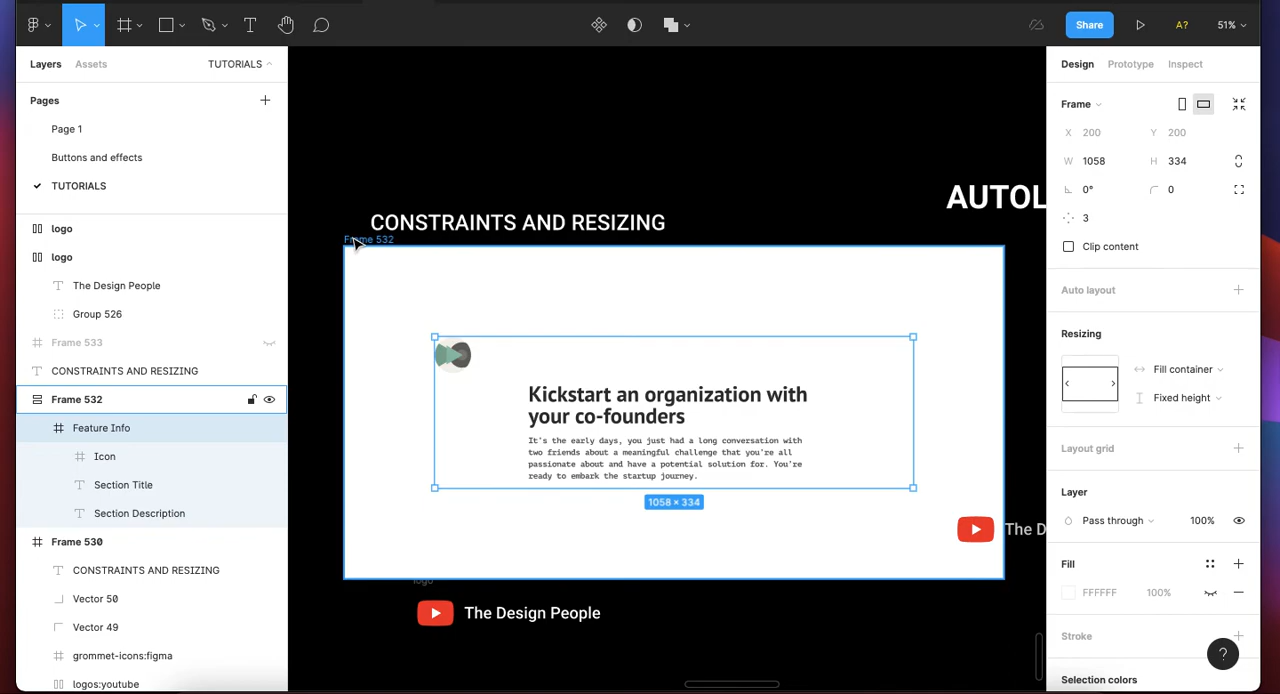 Share
A?
51%
Layers
Assets
TUTORIALS
Pages
Page 1
Buttons and effects
TUTORIALS
logo
logo
The Design People
Group 526
Frame 533
CONSTRAINTS AND RESIZING
Frame 532
Feature Info
Icon
Section Title
Section Description
Frame 530
CONSTRAINTS AND RESIZING
Vector 50
Vector 49
grommet-icons:figma
logos:youtube
AUTOL
CONSTRAINTS AND RESIZING
Frame 532
Kickstart an organization with
your co-founders
It's the early days, you just had a long conversation with
two friends about a meaningful challenge that you're all
passionate about and have a potential solution for. You're
ready to embark the startup journey.
1058 × 334
The D
logo
The Design People
Design
Prototype
Inspect
Frame
X 200
Y 200
W 1058
H 334
0°
0
3
Clip content
Auto layout
Resizing
Fill container
Fixed height
Layout grid
Layer
Pass through
100%
Fill
FFFFFF
100%
Stroke
?
Selection colors